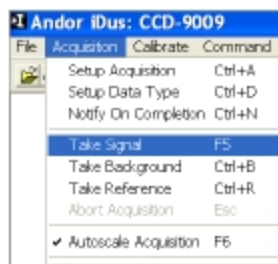 Andor iDus: CCD-9009
File Acquisition Calibrate Command
Setup Acquisition Ctrl+A
Setup Data Type Ctrl+D
Notify On Completion Ctrl+N
Take Signal F5
Take Background Ctrl+B
Take Reference Ctrl+R
Abort Acquisition Esc
✔ Autoscale Acquisition F6